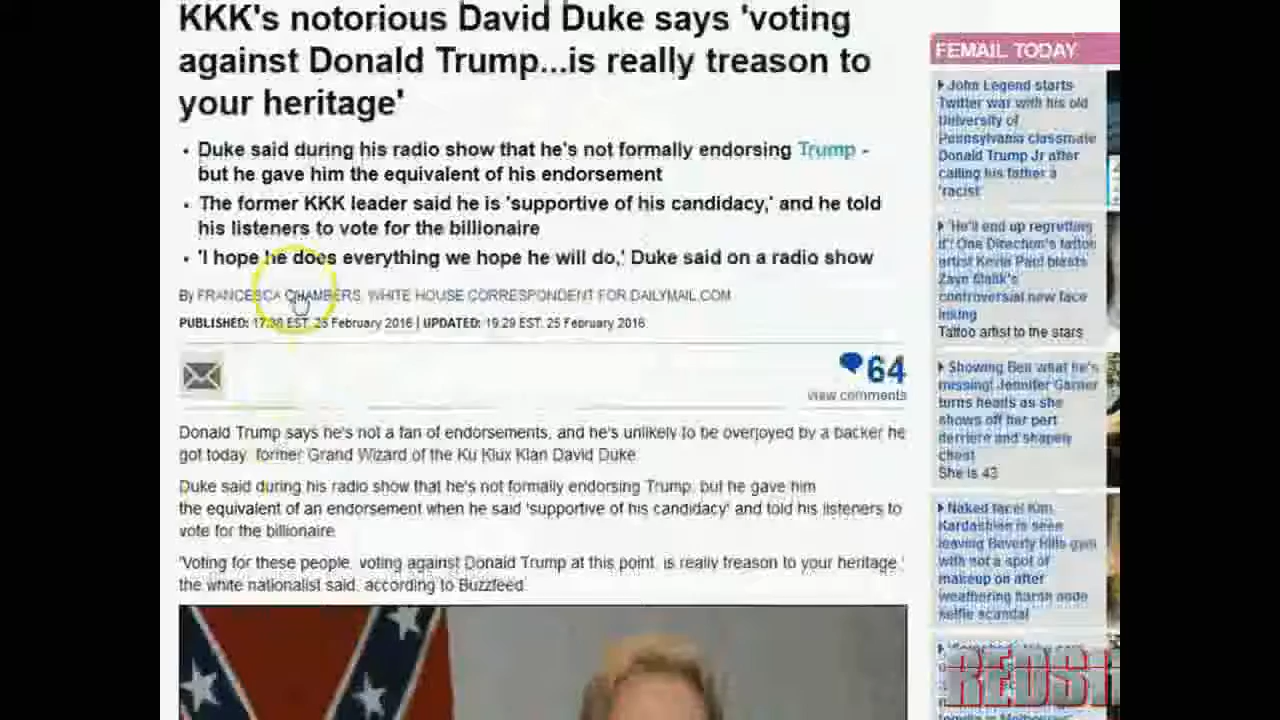 KKK's notorious David Duke says 'voting
against Donald Trump...is really treason to
your heritage'
• Duke said during his radio show that he's not formally endorsing Trump -
but he gave him the equivalent of his endorsement
• The former KKK leader said he is 'supportive of his candidacy,' and he told
his listeners to vote for the billionaire
• 'I hope he does everything we hope he will do,' Duke said on a radio show
By FRANCESCA CHAMBERS, WHITE HOUSE CORRESPONDENT FOR DAILYMAIL.COM
PUBLISHED: EST, 25 February 2016 | UPDATED: 19:29 EST, 25 February 2016
64
view comments
Donald Trump says he's not a fan of endorsements, and he's unlikely to be overjoyed by a backer he
got today: former Grand Wizard of the Ku Klux Klan David Duke.
Duke said during his radio show that he's not formally endorsing Trump, but he gave him
the equivalent of an endorsement when he said 'supportive of his candidacy' and told his listeners to
vote for the billionaire.
'Voting for these people, voting against Donald Trump at this point, is really treason to your heritage,'
the white nationalist said, according to Buzzfeed.
FEMAIL TODAY
John Legend starts
Twitter war with his old
University of
Pennsylvania classmate
Donald Trump Jr after
calling his father a
'racist'
'He'll end up regretting
it'! One Direction's tattoo
artist Kevin Paul blasts
Zayn Malik's
controversial new face
inking
Tattoo artist to the stars
Showing Ben what he's
missing! Jennifer Garner
turns heads as she
shows off her pert
derriere and shapely
chest
She is 43
Naked face! Kim
Kardashian is seen
leaving Beverly Hills gym
with not a spot of
makeup on after
weathering harsh nude
selfie scandal
REDS